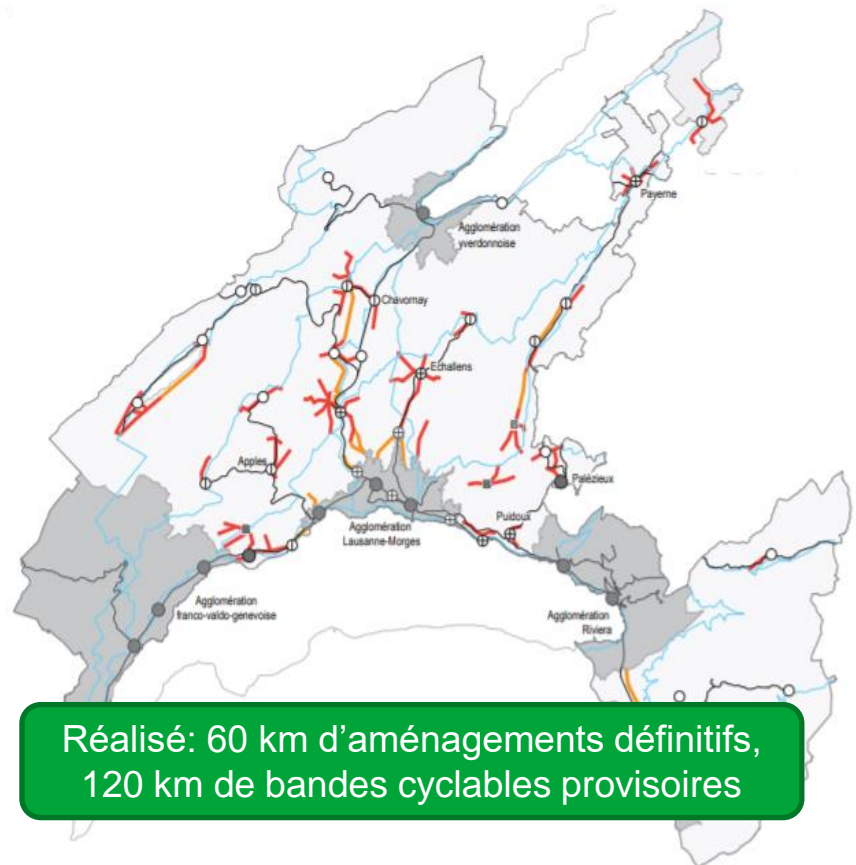 Payerne
Agglomération
yverdonnoise
Chavornay
Echallens
Apples
Palézieux
Puidoux
Agglomération
Lausanne-Morges
Agglomération
franco-valdo-genevoise
Agglomération
Riviera
Réalisé: 60 km d’aménagements définitifs,
120 km de bandes cyclables provisoires